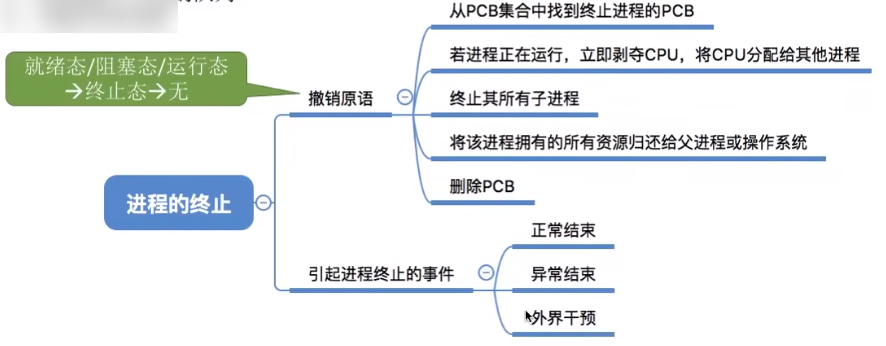 从PCB集合中找到终止进程的PCB
若进程正在运行，立即剥夺CPU，将CPU分配给其他进程
就绪态/阻塞态/运行态
→终止态→无
撤销原语
终止其所有子进程
将该进程拥有的所有资源归还给父进程或操作系统
删除PCB
进程的终止
正常结束
引起进程终止的事件
异常结束
外界干预